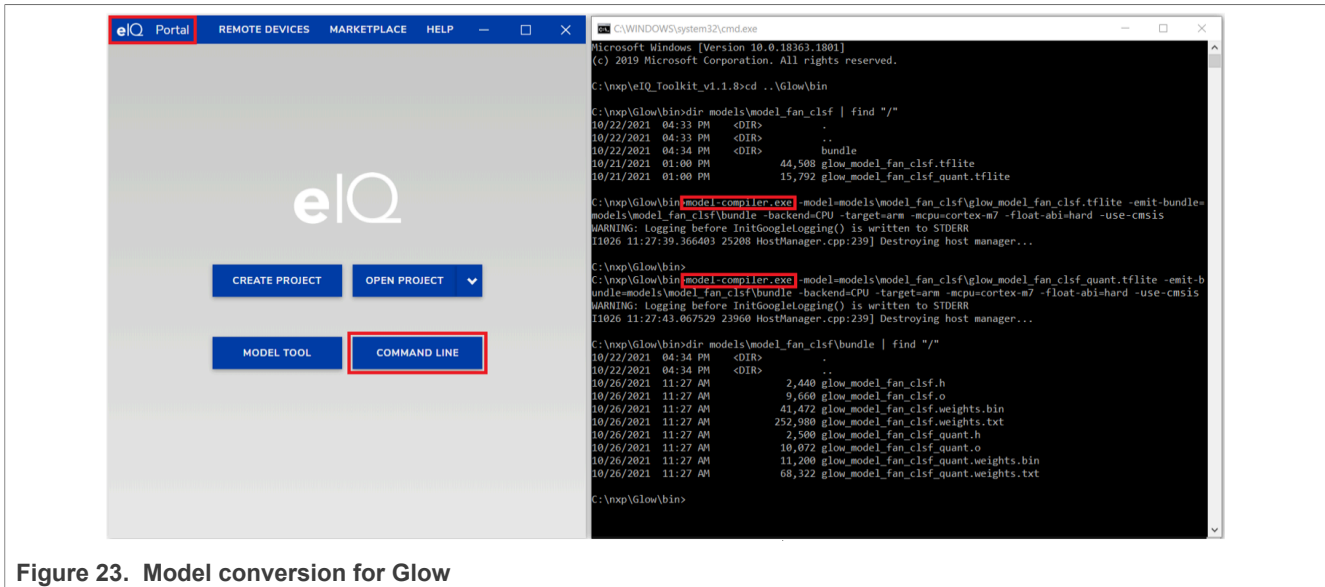 eIQ Portal REMOTE DEVICES MARKETPLACE HELP
eIQ
CREATE PROJECT OPEN PROJECT
MODEL TOOL COMMAND LINE
C:\WINDOWS\system32\cmd.exe
Microsoft Windows [Version 10.0.18363.1801]
(c) 2019 Microsoft Corporation. All rights reserved.
C:\nxp\eIQ_Toolkit_v1.1.8>cd ..\Glow\bin
C:\nxp\Glow\bin>dir models\model_fan_clsf | find "/"
10/22/2021 04:33 PM <DIR> .
10/22/2021 04:33 PM <DIR> ..
10/22/2021 04:34 PM <DIR> bundle
10/21/2021 01:00 PM 44,508 glow_model_fan_clsf.tflite
10/21/2021 01:00 PM 15,792 glow_model_fan_clsf_quant.tflite
C:\nxp\Glow\bin>model-compiler.exe -model=models\model_fan_clsf\glow_model_fan_clsf.tflite -emit-bundle=
models\model_fan_clsf\bundle -backend=CPU -target=arm -mcpu=cortex-m7 -float-abi=hard -use-cmsis
WARNING: Logging before InitGoogleLogging() is written to STDERR
I1026 11:27:39.366403 25208 HostManager.cpp:239] Destroying host manager...
C:\nxp\Glow\bin>
C:\nxp\Glow\bin>model-compiler.exe -model=models\model_fan_clsf\glow_model_fan_clsf_quant.tflite -emit-b
undle=models\model_fan_clsf\bundle -backend=CPU -target=arm -mcpu=cortex-m7 -float-abi=hard -use-cmsis
WARNING: Logging before InitGoogleLogging() is written to STDERR
I1026 11:27:43.067529 23960 HostManager.cpp:239] Destroying host manager...
C:\nxp\Glow\bin>dir models\model_fan_clsf\bundle | find "/"
10/22/2021 04:34 PM <DIR> .
10/22/2021 04:34 PM <DIR> ..
10/26/2021 11:27 AM 2,440 glow_model_fan_clsf.h
10/26/2021 11:27 AM 9,660 glow_model_fan_clsf.o
10/26/2021 11:27 AM 41,472 glow_model_fan_clsf.weights.bin
10/26/2021 11:27 AM 252,980 glow_model_fan_clsf.weights.txt
10/26/2021 11:27 AM 2,500 glow_model_fan_clsf_quant.h
10/26/2021 11:27 AM 10,072 glow_model_fan_clsf_quant.o
10/26/2021 11:27 AM 11,200 glow_model_fan_clsf_quant.weights.bin
10/26/2021 11:27 AM 68,322 glow_model_fan_clsf_quant.weights.txt
C:\nxp\Glow\bin>
Figure 23. Model conversion for Glow